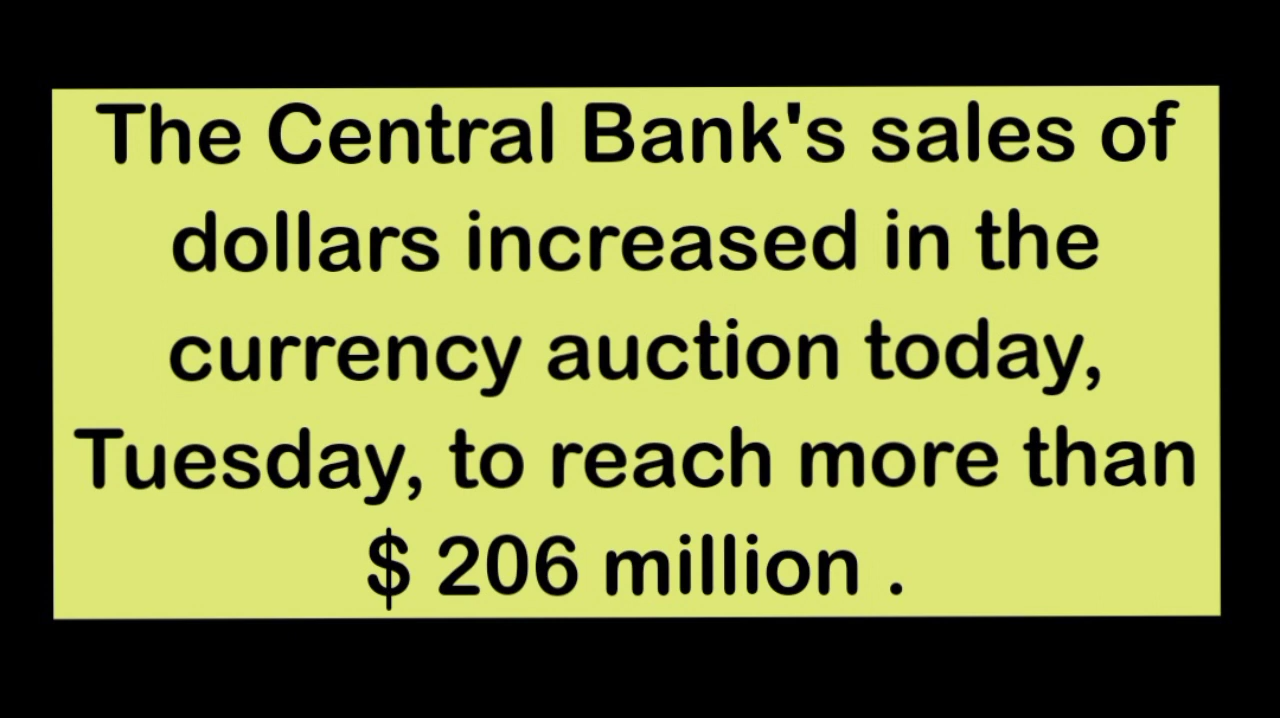 The Central Bank's sales of
dollars increased in the
currency auction today,
Tuesday, to reach more than
$ 206 million .